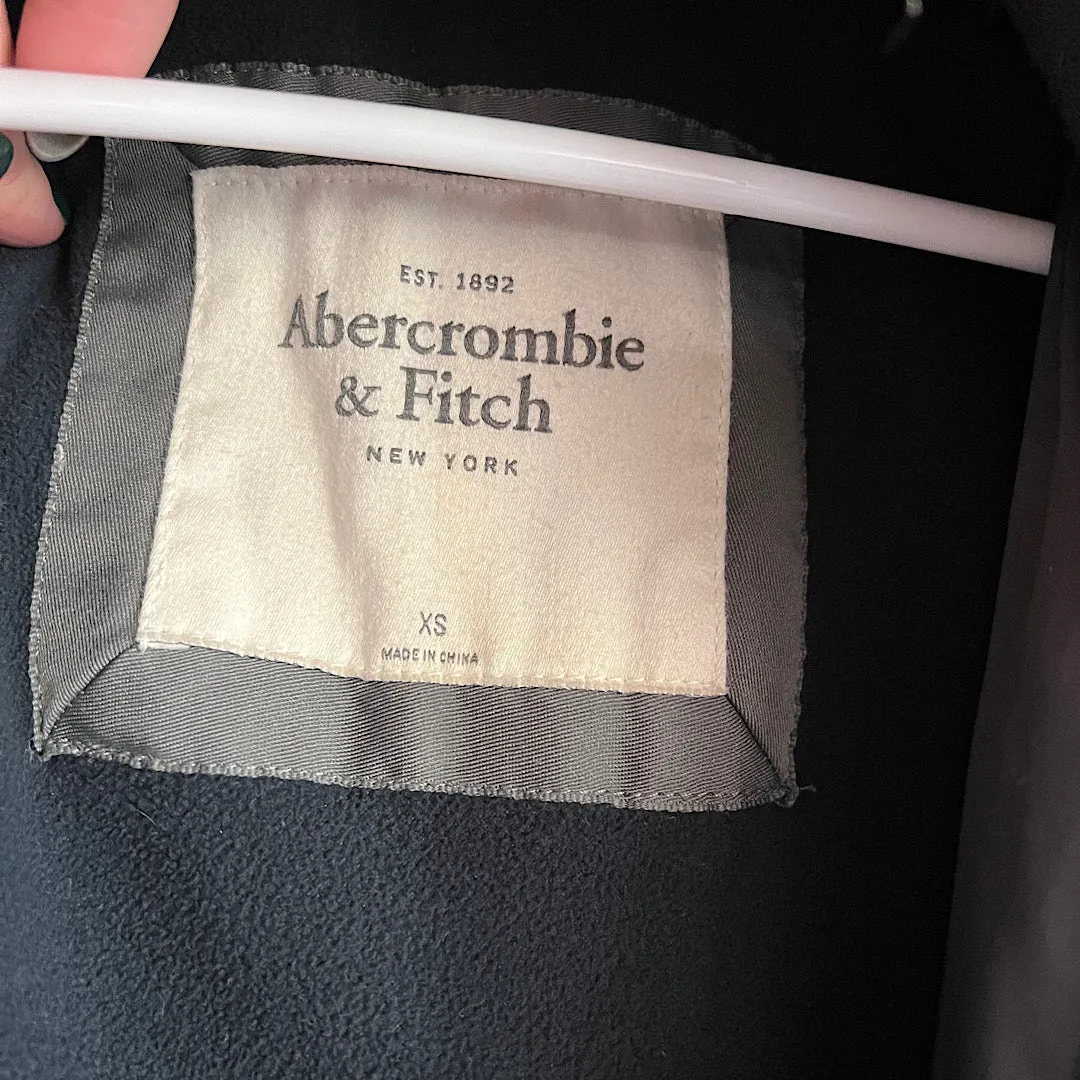 EST. 1892
Abercrombie
& Fitch
NEW YORK
XS
MADE IN CHINA